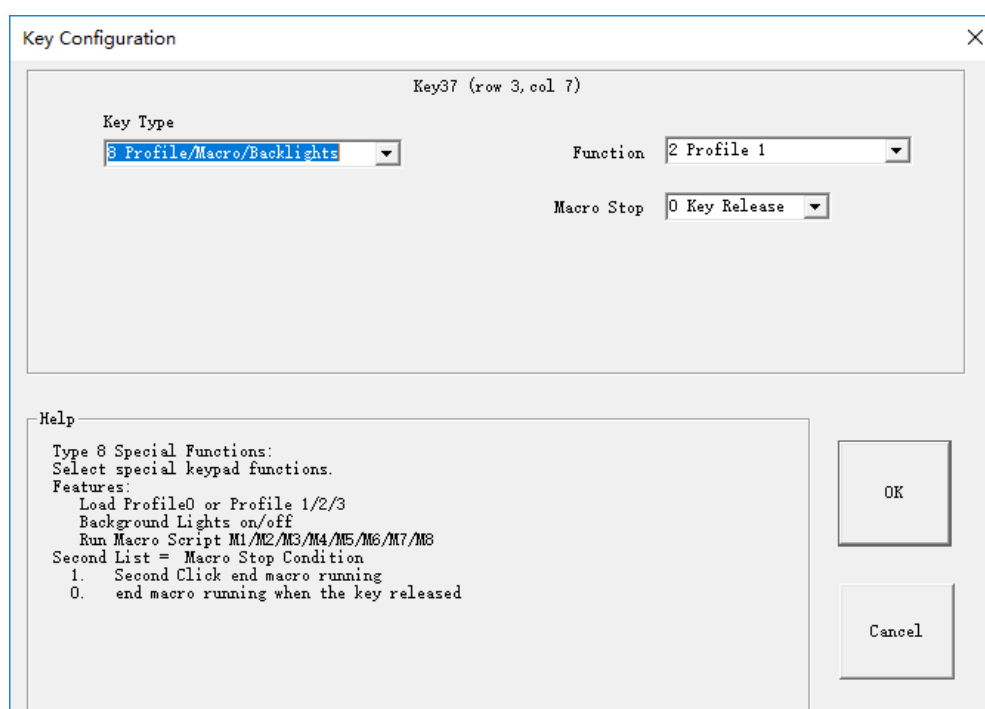 Key Configuration
Key37 (row 3,col 7)
Key Type
8 Profile/Macro/Backlights
Function
2 Profile 1
Macro Stop
0 Key Release
Help
Type 8 Special Functions:
Select special keypad functions.
Features:
Load Profile0 or Profile 1/2/3
Background Lights on/off
Run Macro Script M1/M2/M3/M4/M5/M6/M7/M8
Second List = Macro Stop Condition
1. Second Click end macro running
0. end macro running when the key released
OK
Cancel